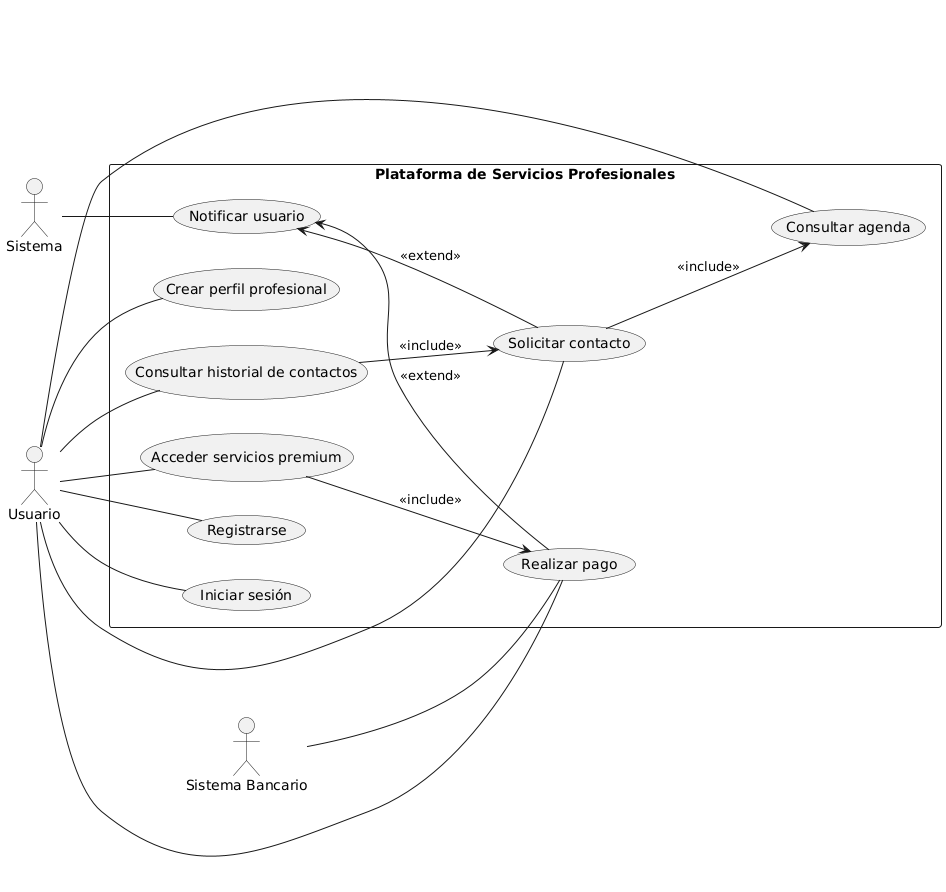 Plataforma de Servicios Profesionales
Sistema
Notificar usuario
Consultar agenda
«extend»
«include»
Crear perfil profesional
Solicitar contacto
«include»
Consultar historial de contactos
«extend»
Acceder servicios premium
«include»
Usuario
Registrarse
Realizar pago
Iniciar sesión
Sistema Bancario